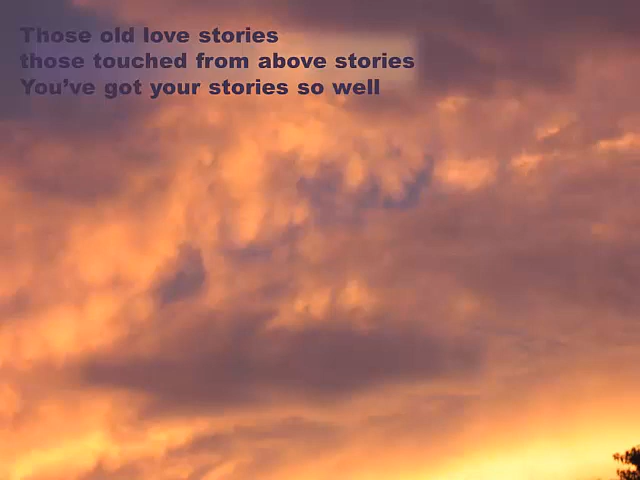 Those old love stories
those touched from above stories
You’ve got your stories so well